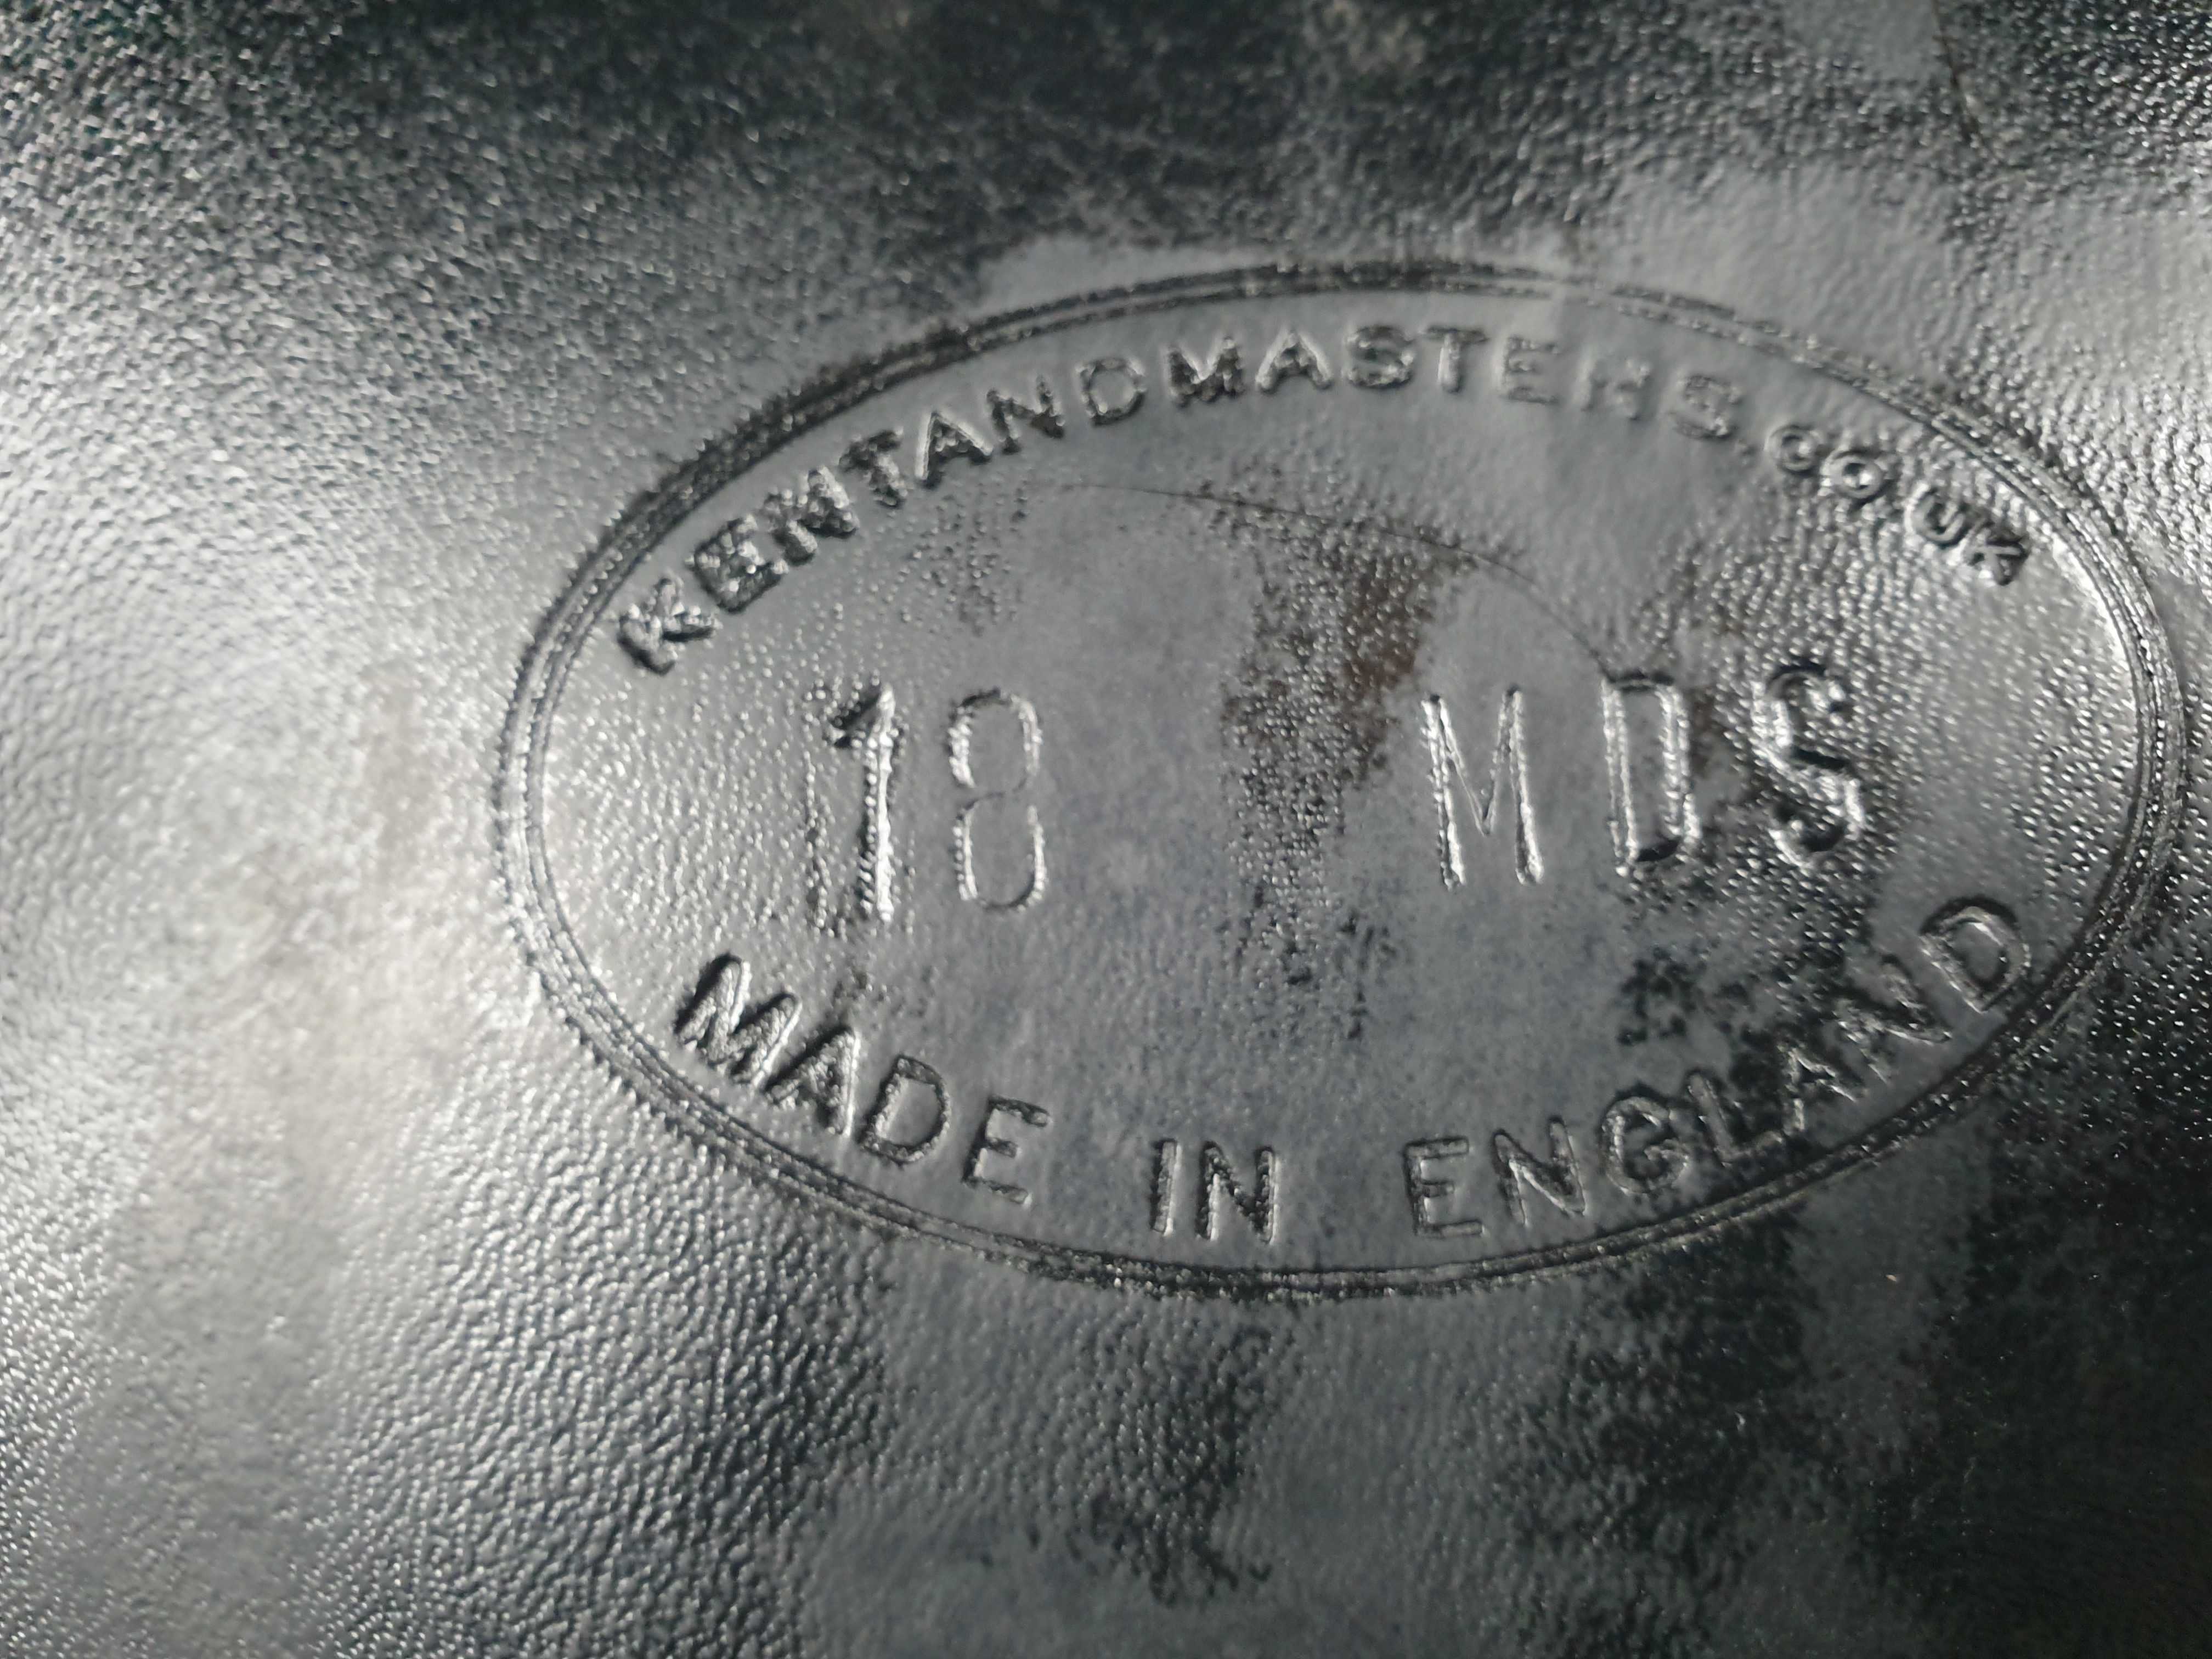 KENTANDMASTERS.CO.UK
18 MDS
MADE IN ENGLAND